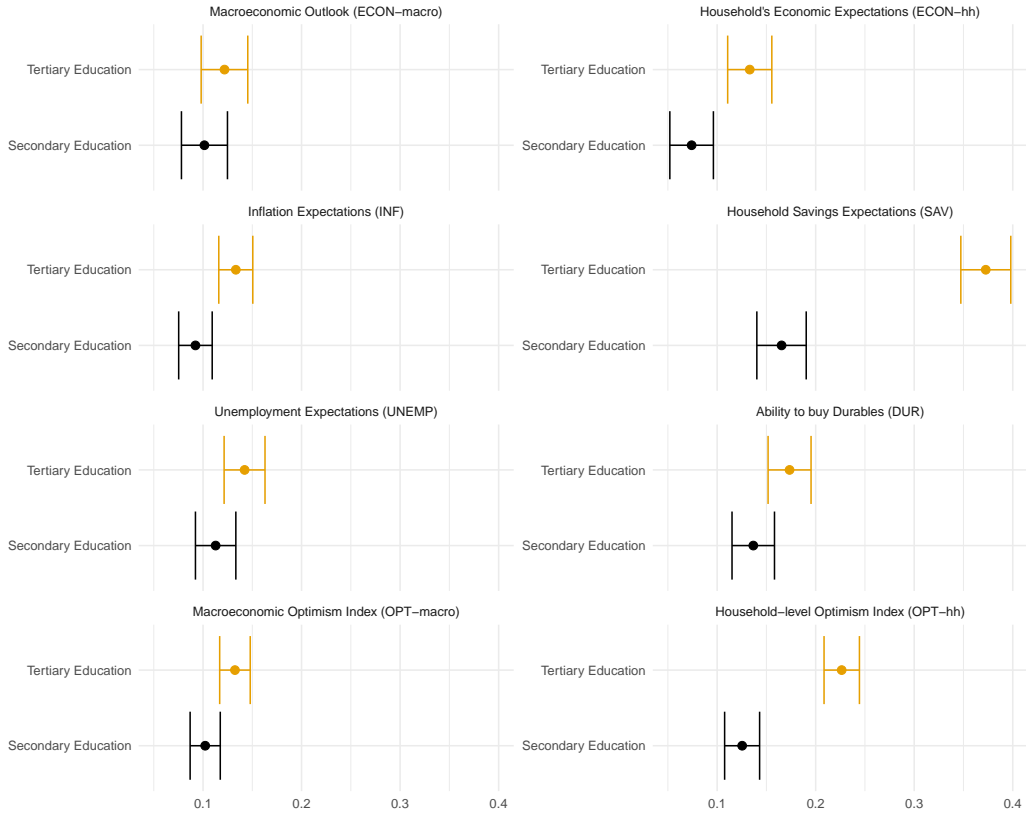 Macroeconomic Outlook (ECON−macro)
Household's Economic Expectations (ECON−hh)
Tertiary Education
Tertiary Education
Secondary Education
Secondary Education
Inflation Expectations (INF)
Household Savings Expectations (SAV)
Tertiary Education
Tertiary Education
Secondary Education
Secondary Education
Unemployment Expectations (UNEMP)
Ability to buy Durables (DUR)
Tertiary Education
Tertiary Education
Secondary Education
Secondary Education
Macroeconomic Optimism Index (OPT−macro)
Household−level Optimism Index (OPT−hh)
Tertiary Education
Tertiary Education
Secondary Education
Secondary Education
0.1 0.2 0.3 0.4 0.1 0.2 0.3 0.4